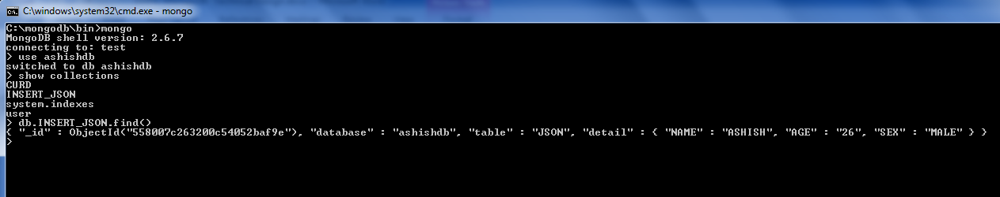 C:\windows\system32\cmd.exe - mongo
C:\mongodb\bin>mongo
MongoDB shell version: 2.6.7
connecting to: test
> use ashishdb
switched to db ashishdb
> show collections
CURD
INSERT_JSON
system.indexes
user
> db.INSERT_JSON.find()
{ "_id" : ObjectId("558007c263200c54052baf9e"), "database" : "ashishdb", "table" : "JSON", "detail" : { "NAME" : "ASHISH", "AGE" : "26", "SEX" : "MALE" } }
>